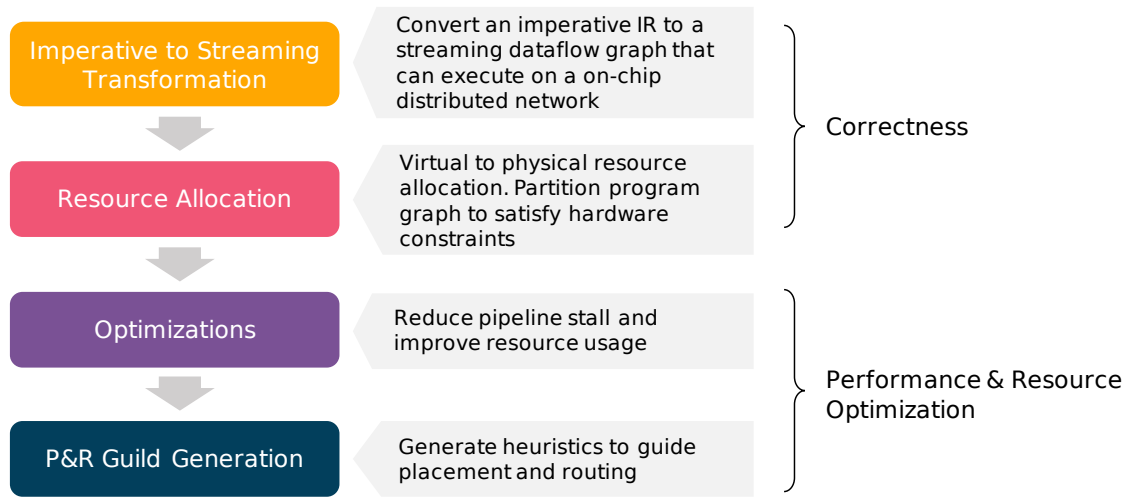 Imperative to Streaming
Transformation
Convert an imperative IR to a
streaming dataflow graph that
can execute on a on-chip
distributed network
Correctness
Resource Allocation
Virtual to physical resource
allocation. Partition program
graph to satisfy hardware
constraints
Optimizations
Reduce pipeline stall and
improve resource usage
Performance & Resource
Optimization
P&R Guild Generation
Generate heuristics to guide
placement and routing